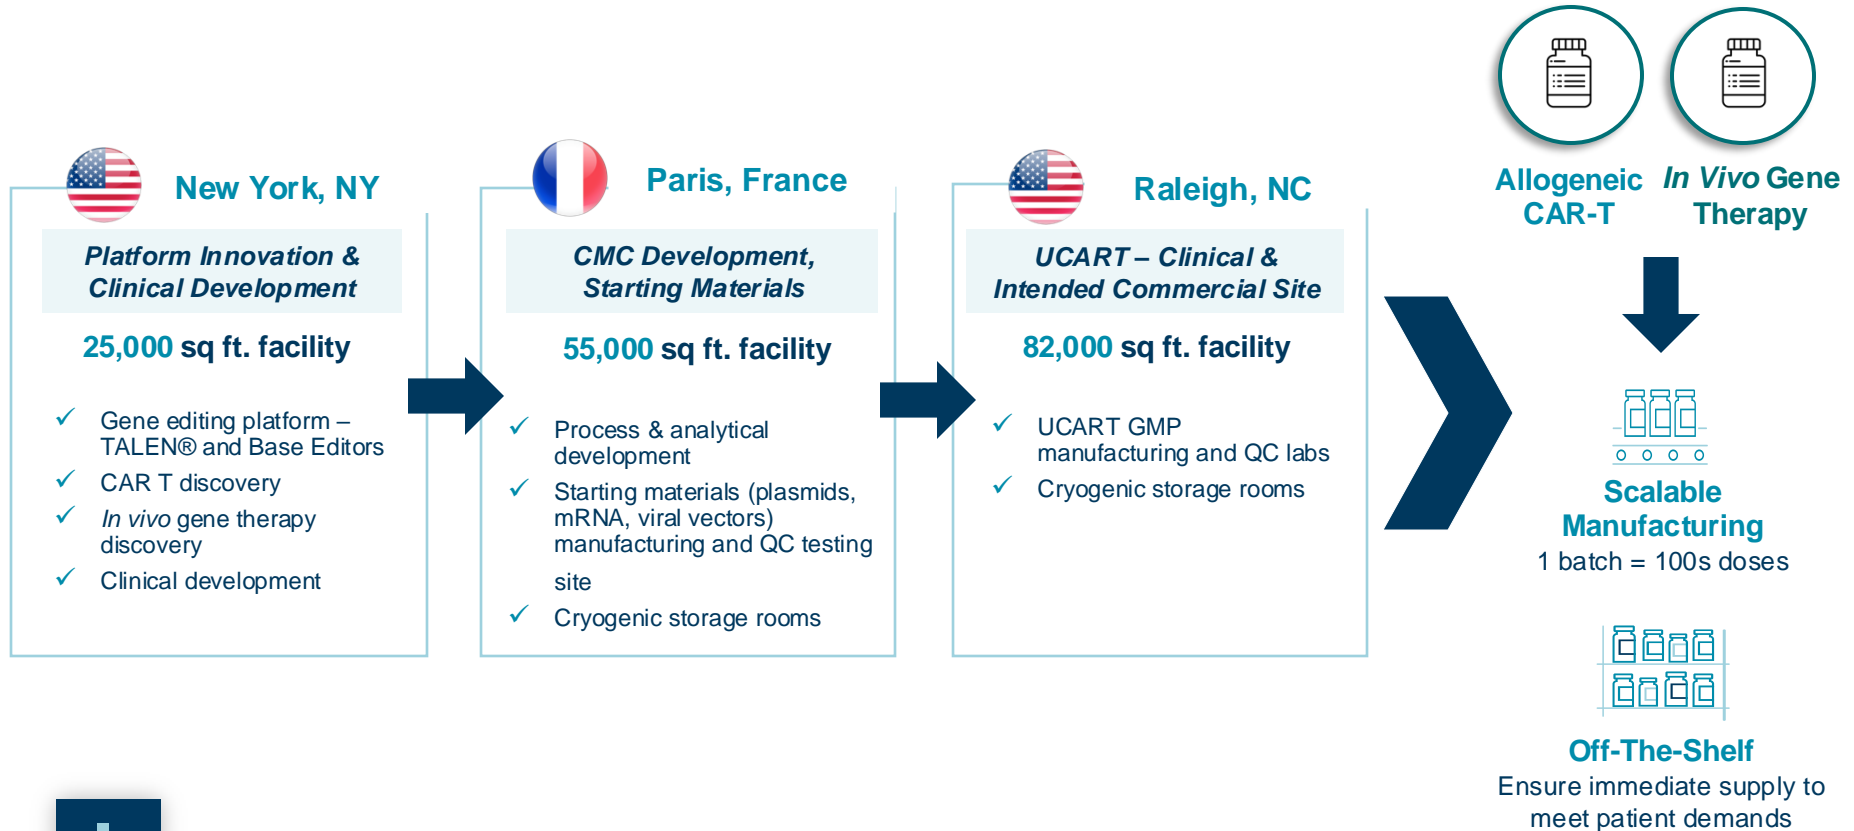 New York, NY
Platform Innovation &
Clinical Development
25,000 sq ft. facility
✓ Gene editing platform –
TALEN® and Base Editors
✓ CAR T discovery
✓ In vivo gene therapy
discovery
✓ Clinical development
Paris, France
CMC Development,
Starting Materials
55,000 sq ft. facility
✓ Process & analytical
development
✓ Starting materials (plasmids,
mRNA, viral vectors)
manufacturing and QC testing
site
✓ Cryogenic storage rooms
Raleigh, NC
UCART – Clinical &
Intended Commercial Site
82,000 sq ft. facility
✓ UCART GMP
manufacturing and QC labs
✓ Cryogenic storage rooms
Allogeneic
CAR-T
In Vivo Gene
Therapy
Scalable
Manufacturing
1 batch = 100s doses
Off-The-Shelf
Ensure immediate supply to
meet patient demands